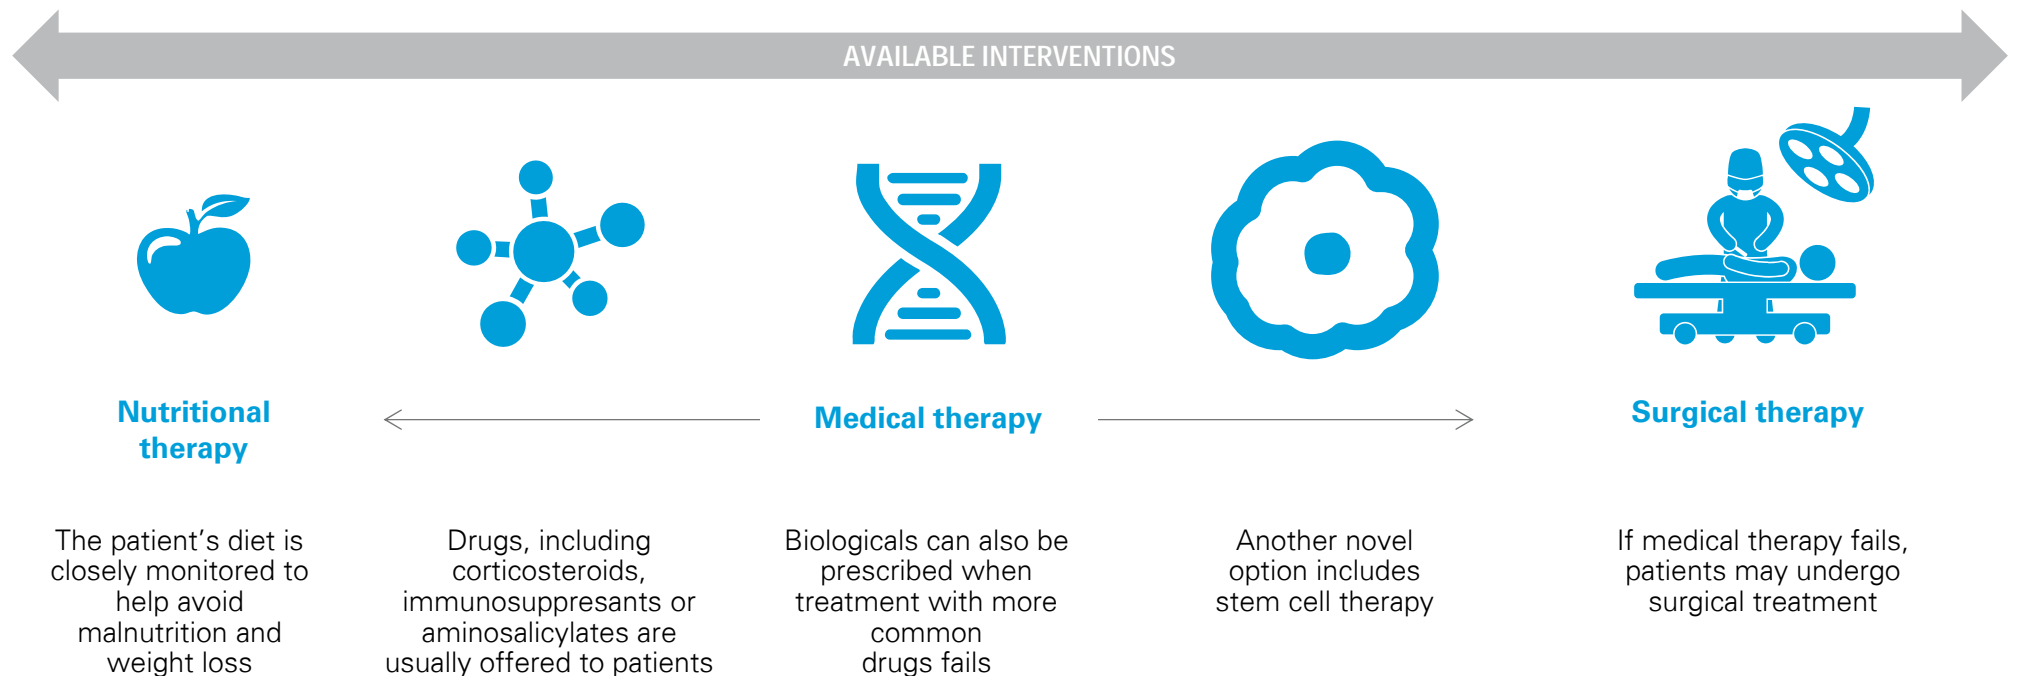 AVAILABLE INTERVENTIONS
Nutritional
therapy
Medical therapy
Surgical therapy
The patient’s diet is
closely monitored to
help avoid
malnutrition and
weight loss
Drugs, including
corticosteroids,
immunosuppresants or
aminosalicylates are
usually offered to patients
Biologicals can also be
prescribed when
treatment with more
common
drugs fails
Another novel
option includes
stem cell therapy
If medical therapy fails,
patients may undergo
surgical treatment